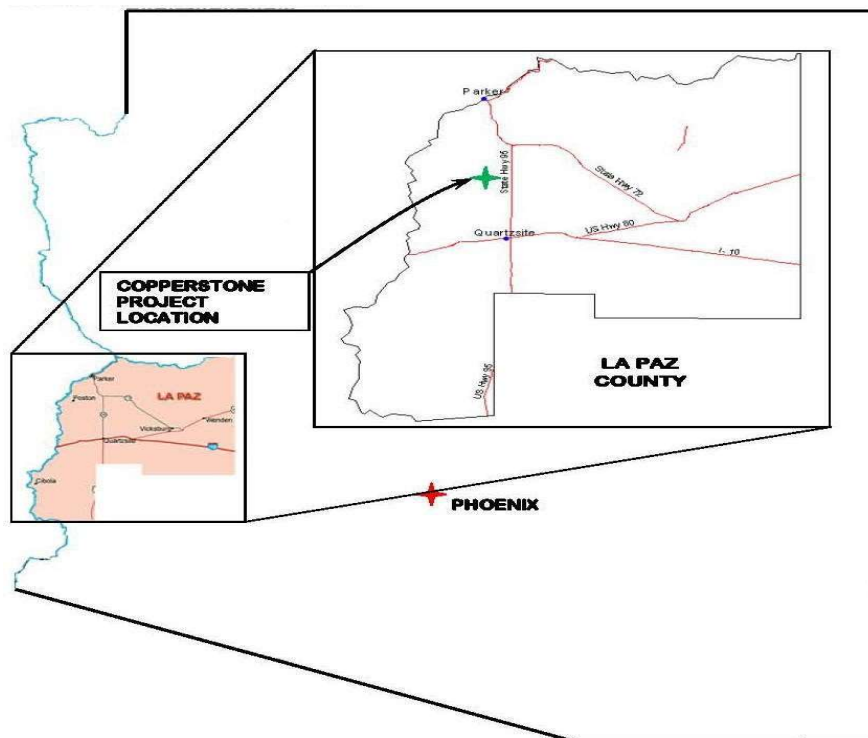 Parker
State Hwy 95
State Hwy 72
US Hwy 60
Quartzsite
I- 10
COPPERSTONE
PROJECT
LOCATION
LA PAZ
COUNTY
US Hwy 95
Parker
Poston
LA PAZ
Vicksburg
Wenden
Quartzsite
Cibola
PHOENIX